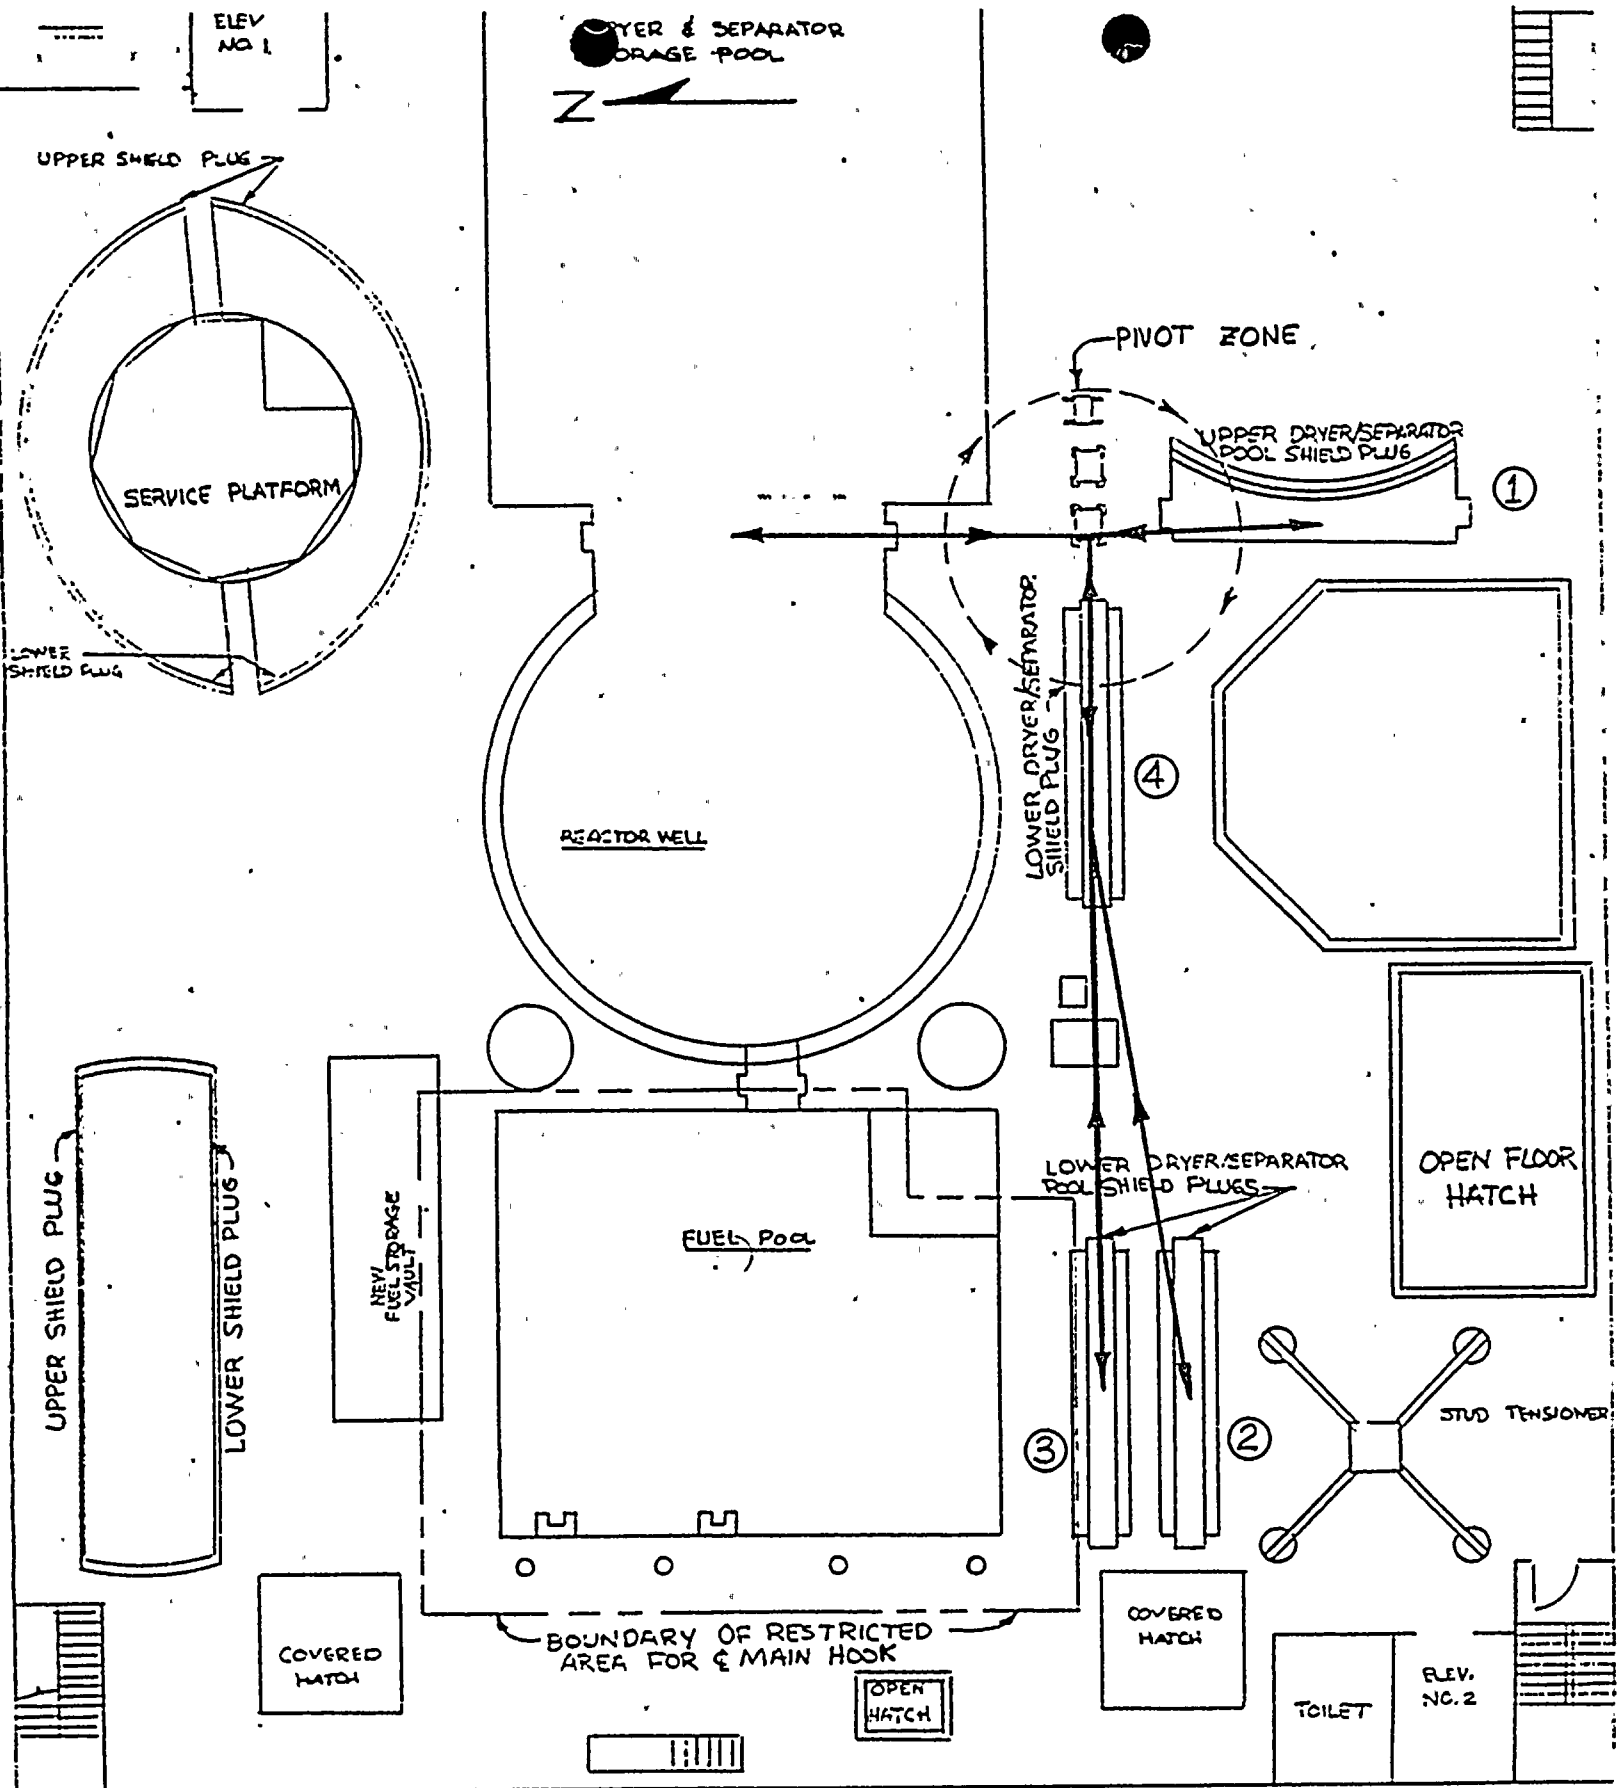 ELEV
NO 1
YER & SEPARATOR
ORAGE POOL
Z
UPPER SHIELD PLUG
PIVOT ZONE
UPPER DRYER/SEPARATOR
POOL SHIELD PLUG
1
SERVICE PLATFORM
LOWER
SHIELD PLUG
LOWER DRYER/SEPARATOR
SHIELD PLUG
4
REACTOR WELL
UPPER SHIELD PLUG
LOWER SHIELD PLUG
NEW
FUEL STORAGE
VAULT
FUEL POOL
LOWER DRYER/SEPARATOR
POOL SHIELD PLUGS
OPEN FLOOR
HATCH
3
2
STUD TENSIONER
BOUNDARY OF RESTRICTED
AREA FOR ℄ MAIN HOOK
COVERED
HATCH
OPEN
HATCH
COVERED
HATCH
TOILET
ELEV.
NO. 2